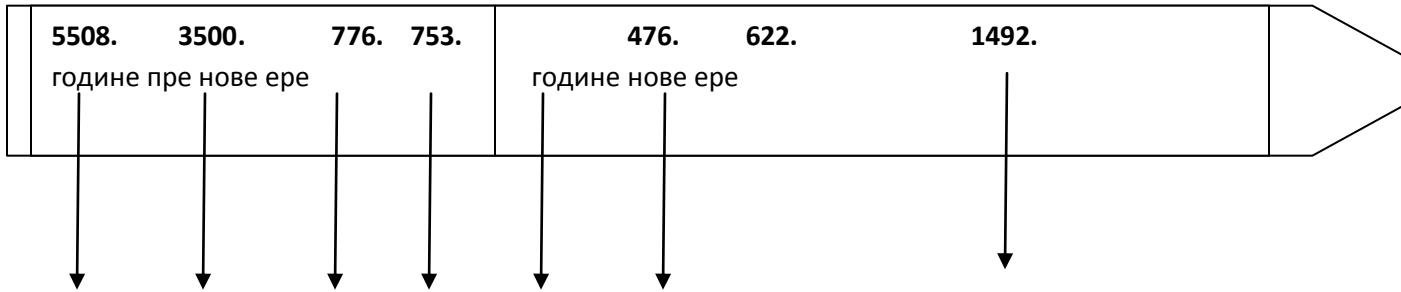 5508. 3500. 776. 753. 476. 622. 1492.
године пре нове ере године нове ере